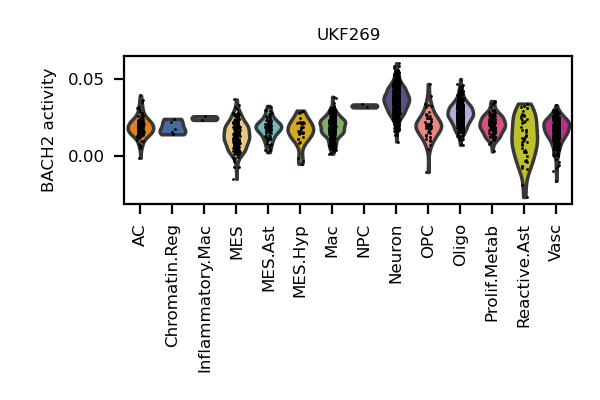 UKF269
BACH2 activity
0.05
0.00
AC
Chromatin.Reg
Inflammatory.Mac
MES
MES.Ast
MES.Hyp
Mac
NPC
Neuron
OPC
Oligo
Prolif.Metab
Reactive.Ast
Vasc